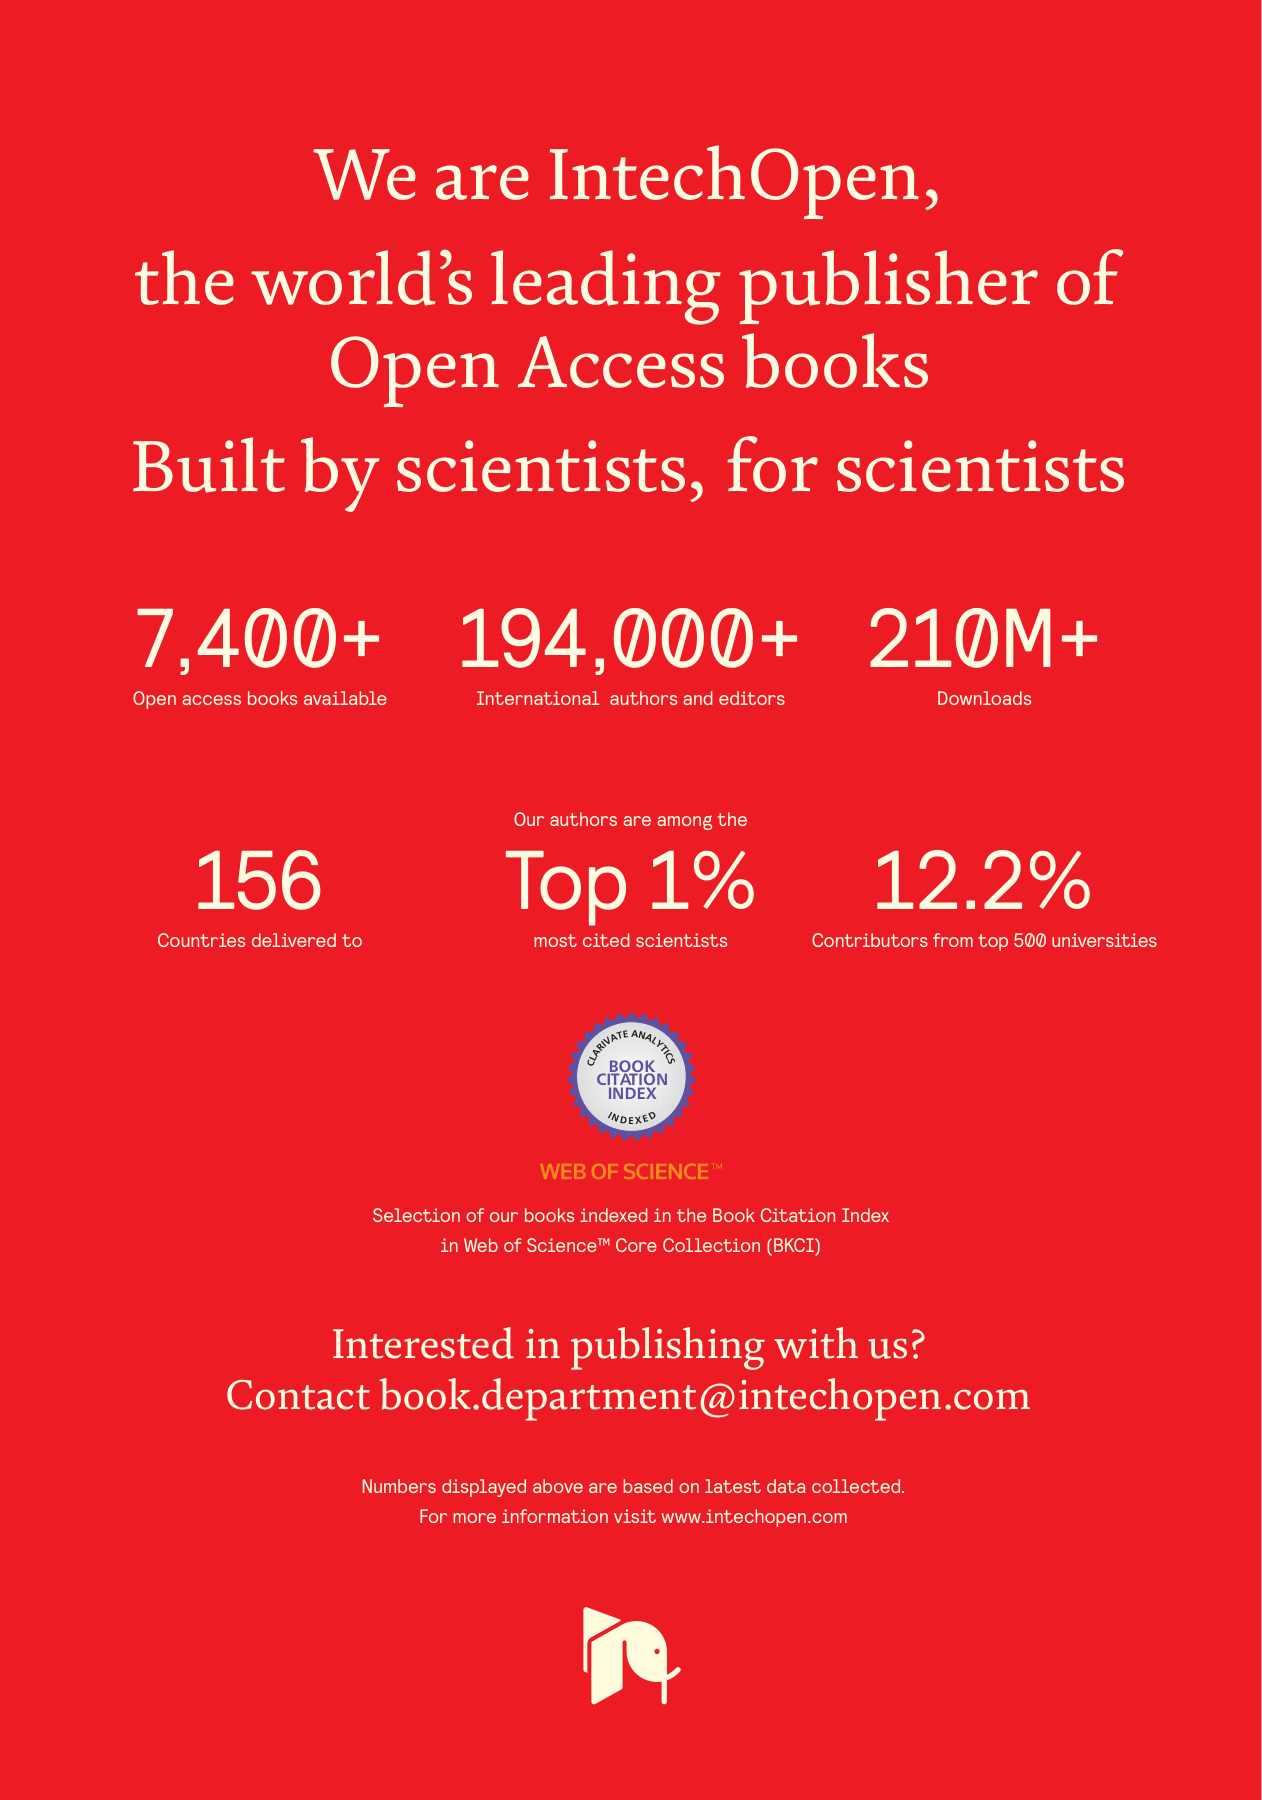 We are IntechOpen,
the world’s leading publisher of
Open Access books
Built by scientists, for scientists
7,400+
Open access books available
194,000+
International authors and editors
210M+
Downloads
156
Countries delivered to
Our authors are among the
Top 1%
most cited scientists
12.2%
Contributors from top 500 universities
CLARIVATE ANALYTICS
BOOK
CITATION
INDEX
INDEXED
WEB OF SCIENCE™
Selection of our books indexed in the Book Citation Index
in Web of Science™ Core Collection (BKCI)
Interested in publishing with us?
Contact book.department@intechopen.com
Numbers displayed above are based on latest data collected.
For more information visit www.intechopen.com